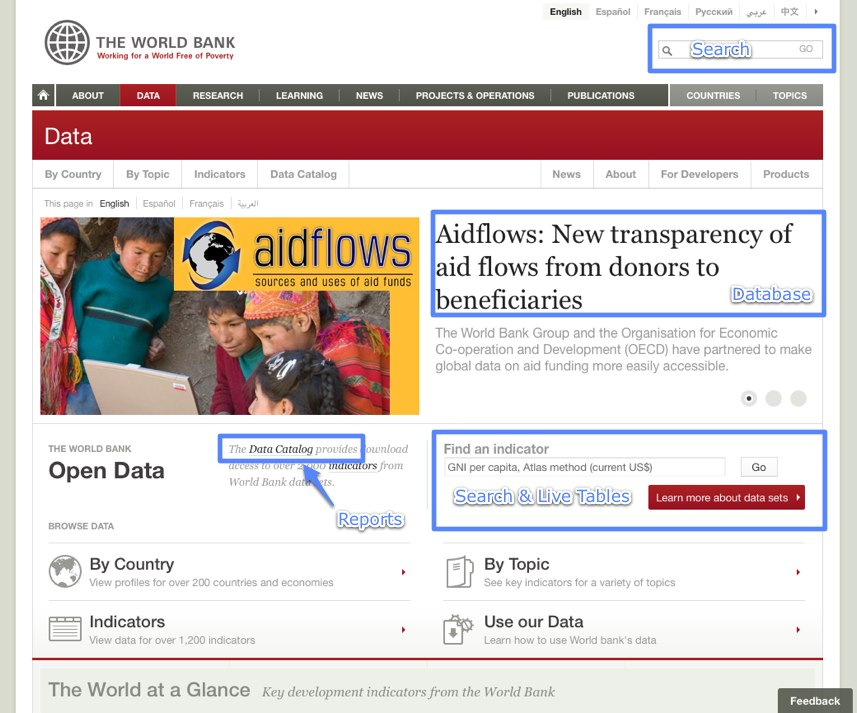 English Español Français Русский عربي 中文
THE WORLD BANK
Working for a World Free of Poverty
Search GO
ABOUT DATA RESEARCH LEARNING NEWS PROJECTS & OPERATIONS PUBLICATIONS COUNTRIES TOPICS
Data
By Country By Topic Indicators Data Catalog News About For Developers Products
This page in English Español Français العربية
aidflows
sources and uses of aid funds
Aidflows: New transparency of
aid flows from donors to
beneficiaries
Database
The World Bank Group and the Organisation for Economic
Co-operation and Development (OECD) have partnered to make
global data on aid funding more easily accessible.
THE WORLD BANK
Open Data
The Data Catalog provides download
access to over 2,000 indicators from
World Bank data sets.
Reports
Find an indicator
GNI per capita, Atlas method (current US$) Go
Search & Live Tables
Learn more about data sets
BROWSE DATA
By Country
View profiles for over 200 countries and economies
By Topic
See key indicators for a variety of topics
Indicators
View data for over 1,200 indicators
Use our Data
Learn how to use World bank's data
The World at a Glance Key development indicators from the World Bank
Feedback